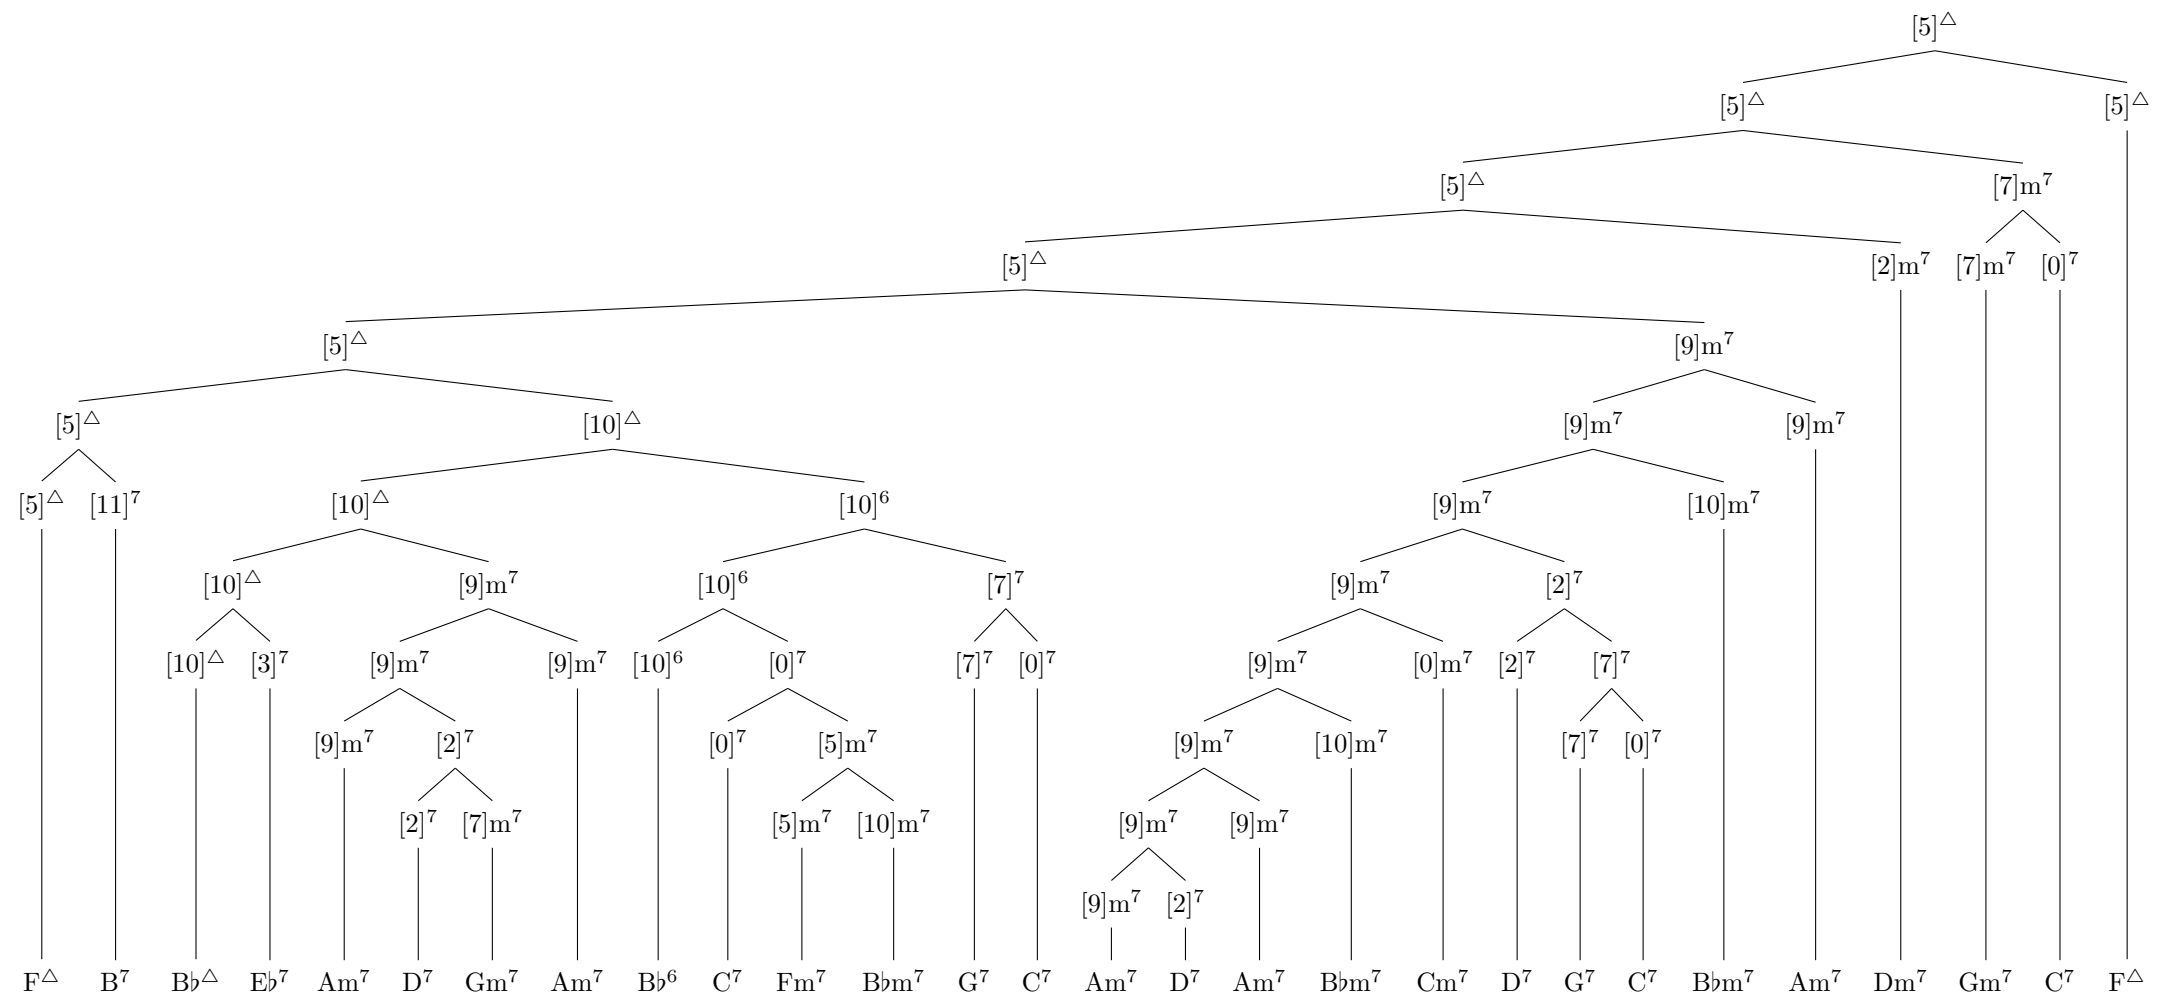 [5]△
[5]△ [5]△
[5]△ [7]m⁷
[5]△ [2]m⁷ [7]m⁷ [0]⁷
[5]△ [9]m⁷
[5]△ [10]△ [9]m⁷ [9]m⁷
[5]△ [11]⁷ [10]△ [10]⁶ [9]m⁷ [10]m⁷
[10]△ [9]m⁷ [10]⁶ [7]⁷ [9]m⁷ [2]⁷
[10]△ [3]⁷ [9]m⁷ [9]m⁷ [10]⁶ [0]⁷ [7]⁷ [0]⁷ [9]m⁷ [0]m⁷ [2]⁷ [7]⁷
[9]m⁷ [2]⁷ [0]⁷ [5]m⁷ [9]m⁷ [10]m⁷ [7]⁷ [0]⁷
[2]⁷ [7]m⁷ [5]m⁷ [10]m⁷ [9]m⁷ [9]m⁷
[9]m⁷ [2]⁷
F△ B⁷ B♭△ E♭⁷ Am⁷ D⁷ Gm⁷ Am⁷ B♭⁶ C⁷ Fm⁷ B♭m⁷ G⁷ C⁷ Am⁷ D⁷ Am⁷ B♭m⁷ Cm⁷ D⁷ G⁷ C⁷ B♭m⁷ Am⁷ Dm⁷ Gm⁷ C⁷ F△